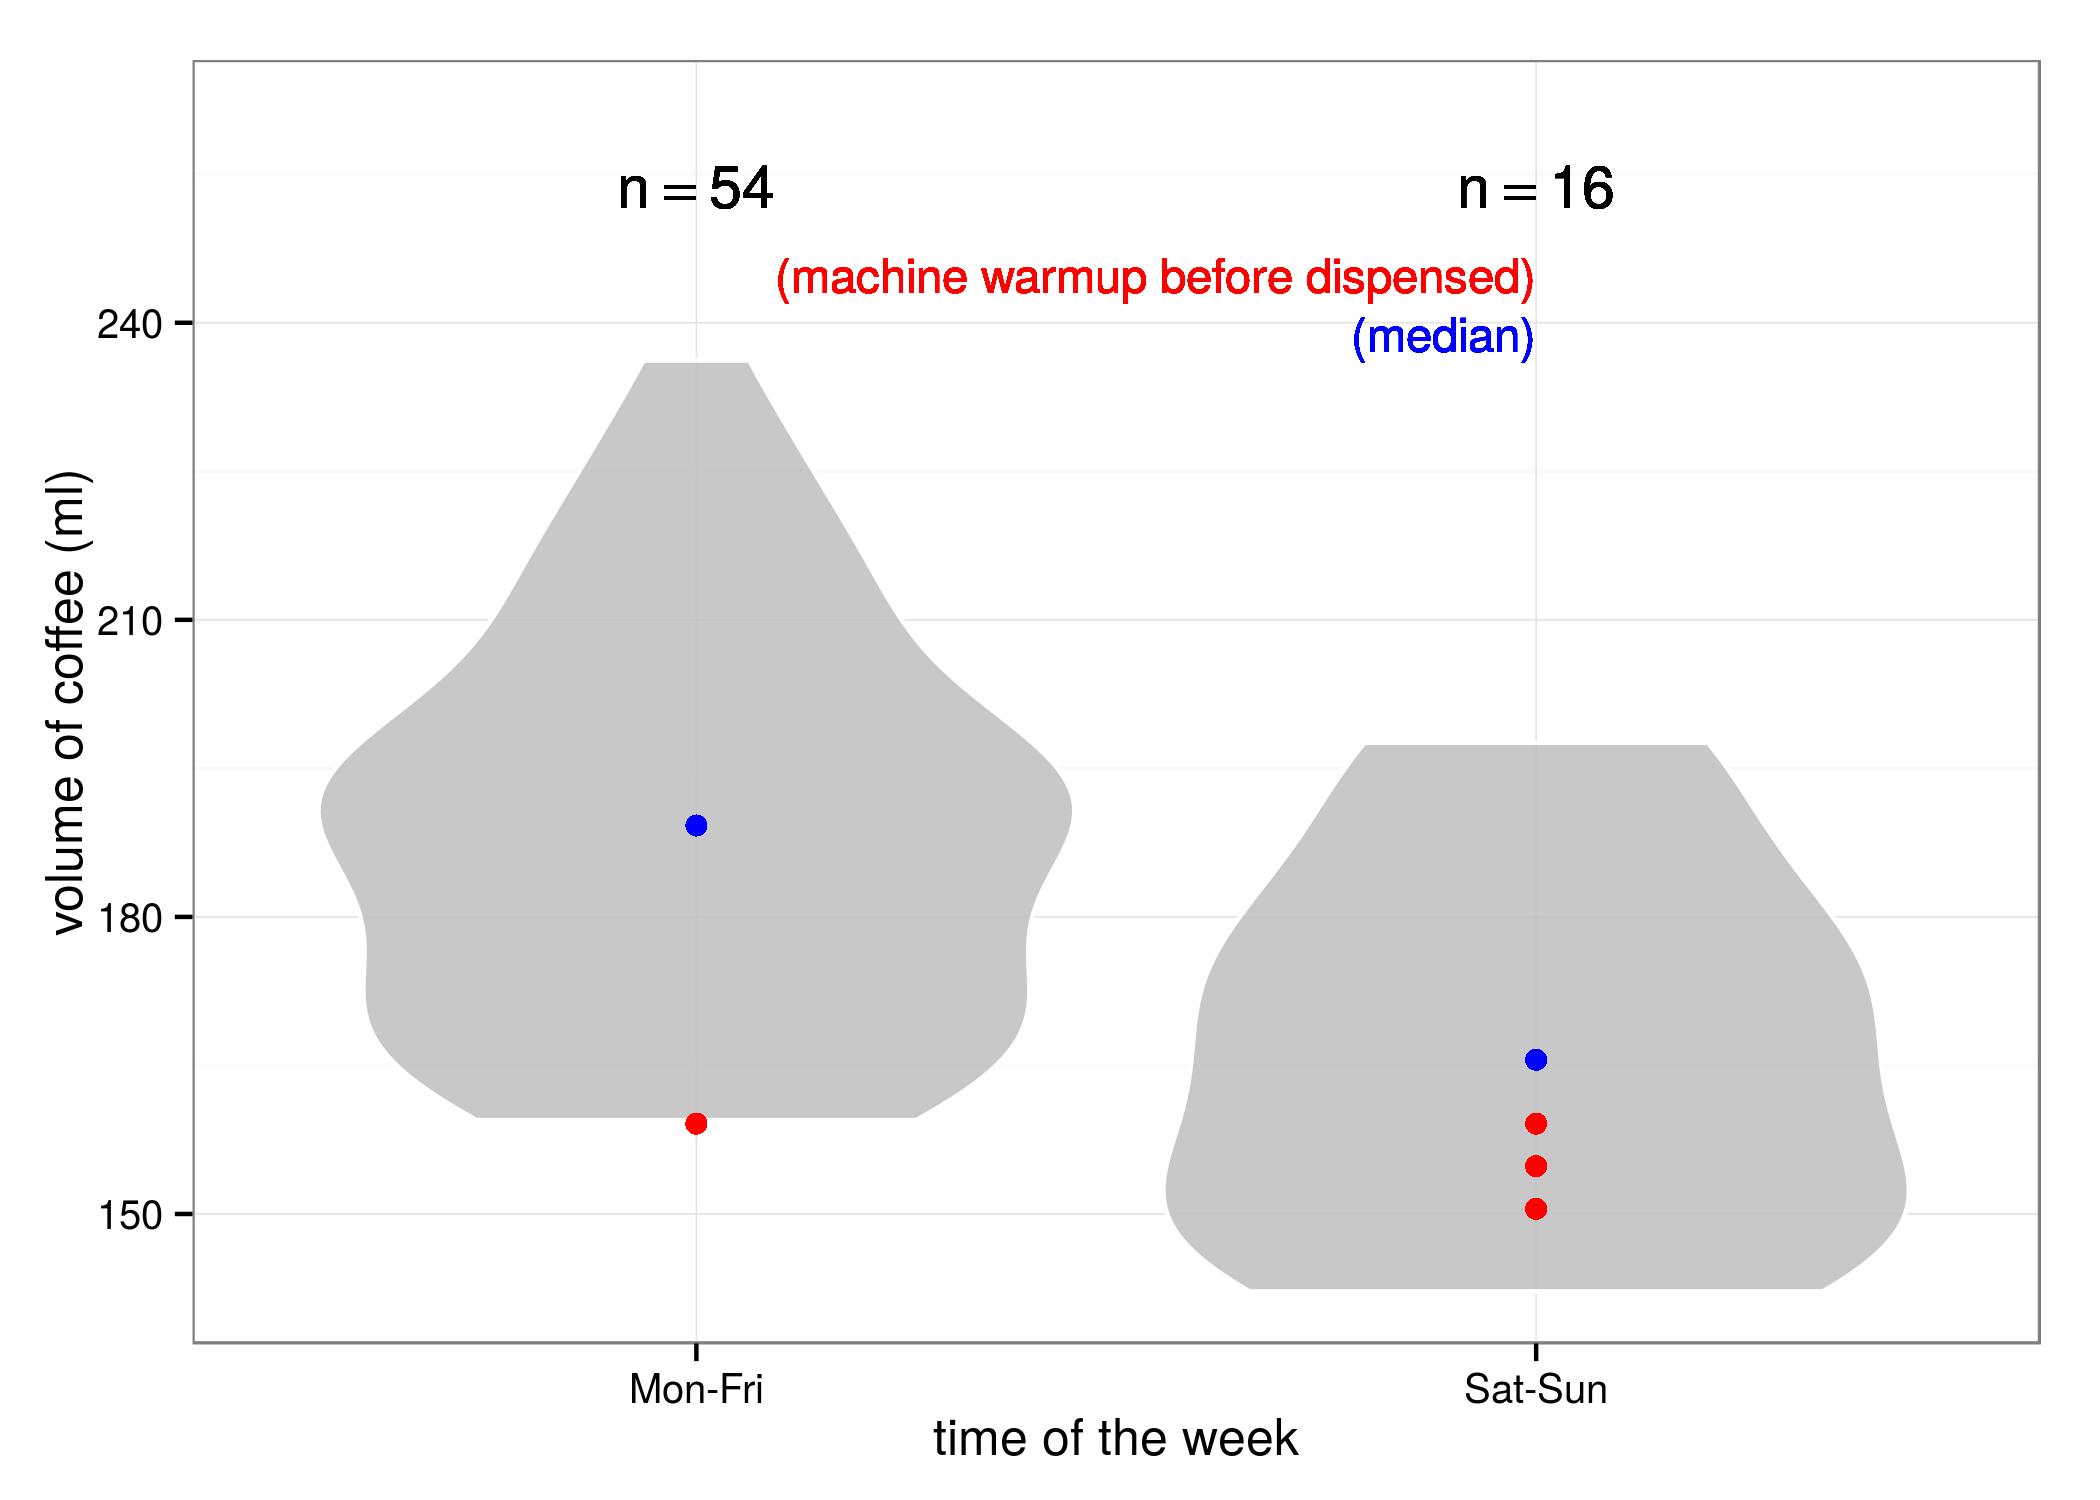 n = 54
n = 16
(machine warmup before dispensed)
(median)
240
210
180
150
volume of coffee (ml)
Mon-Fri
Sat-Sun
time of the week